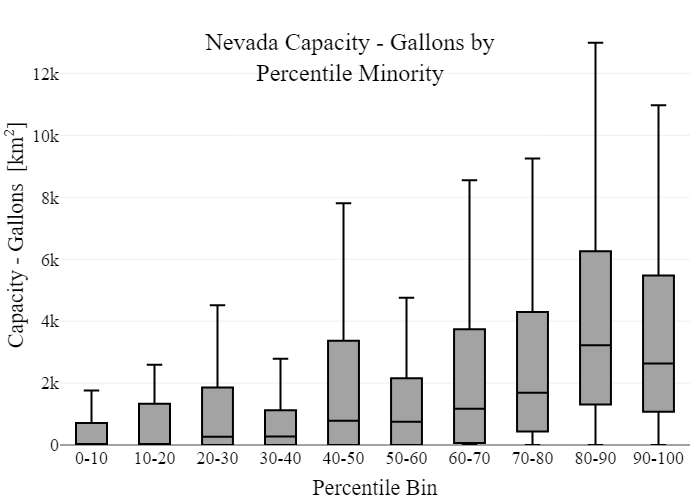 Nevada Capacity - Gallons by
Percentile Minority
Capacity - Gallons [km²]
12k
10k
8k
6k
4k
2k
0
0-10 10-20 20-30 30-40 40-50 50-60 60-70 70-80 80-90 90-100
Percentile Bin